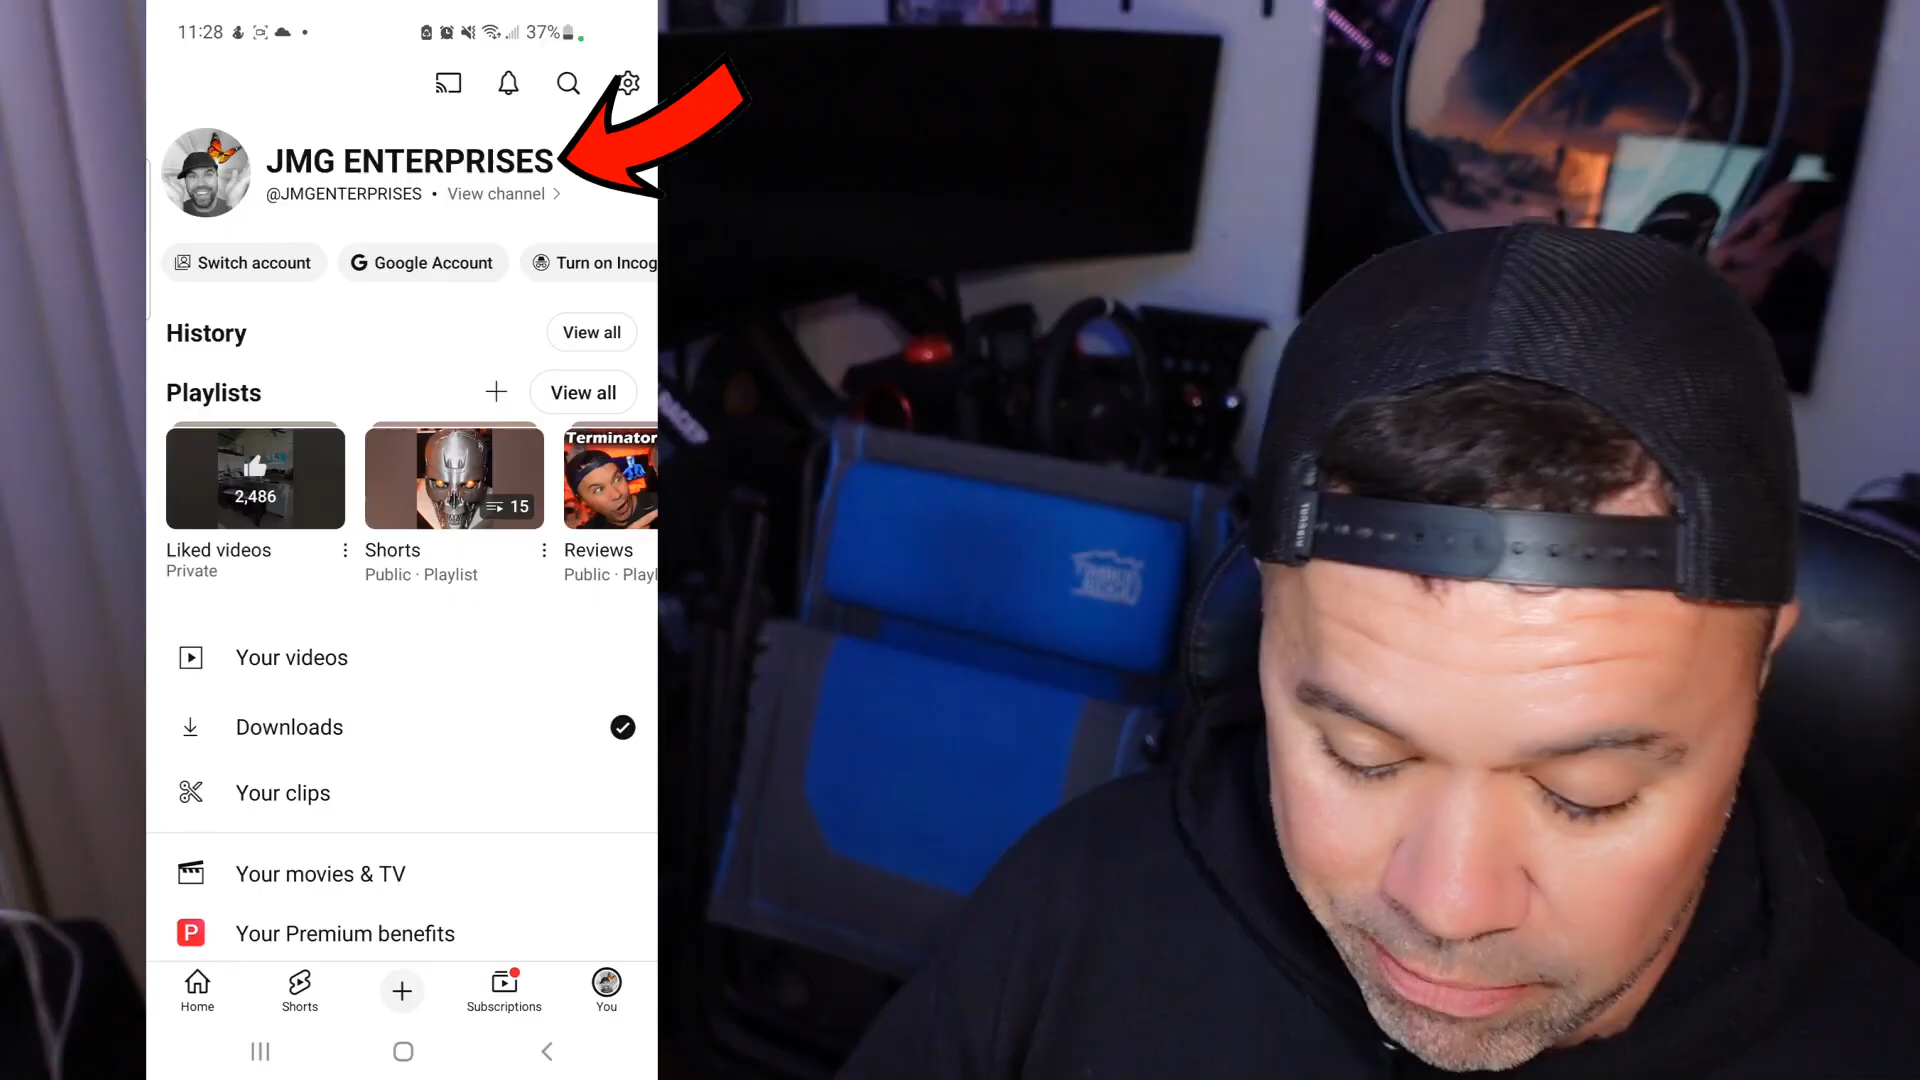 11:28
37%
JMG ENTERPRISES
@JMGENTERPRISES • View channel
Switch account
Google Account
Turn on Incog
History
View all
Playlists
View all
2,486
15
Terminator
Liked videos
Private
Shorts
Public · Playlist
Reviews
Public · Playl
Your videos
Downloads
Your clips
Your movies & TV
P
Your Premium benefits
Home
Shorts
Subscriptions
You